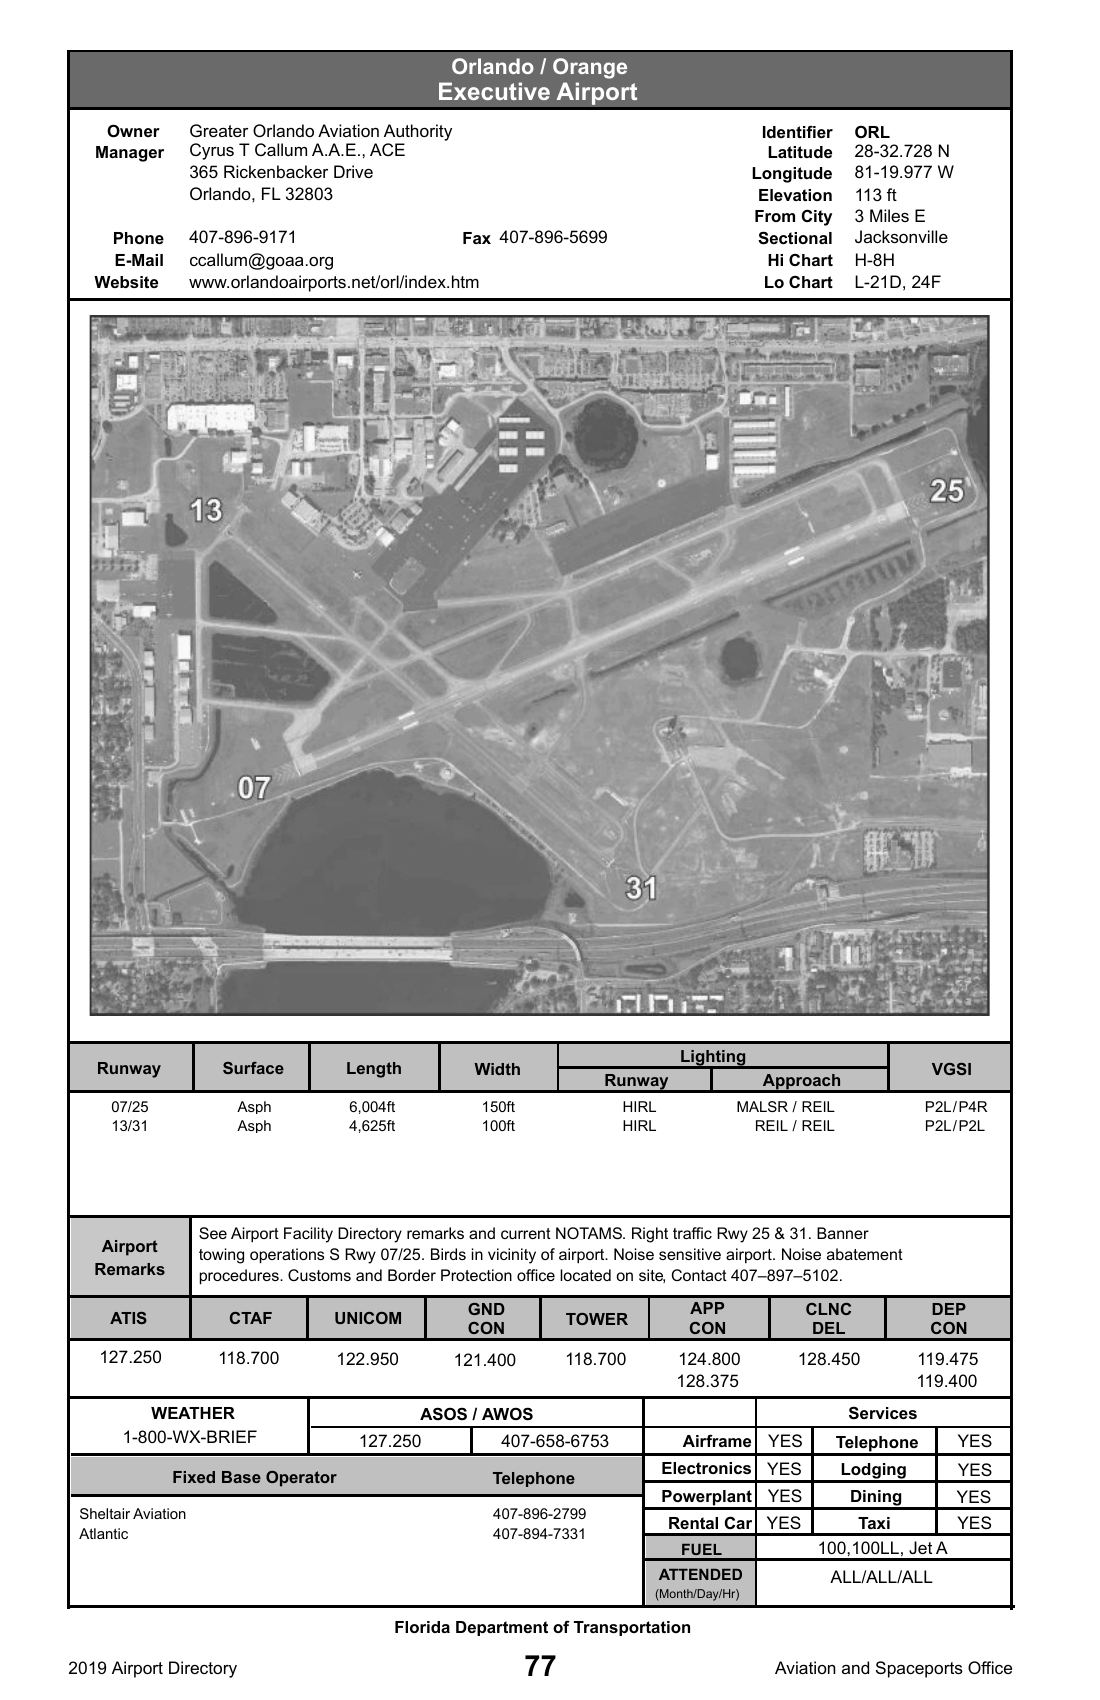 Orlando / Orange
Executive Airport
Owner Greater Orlando Aviation Authority
Manager Cyrus T Callum A.A.E., ACE
365 Rickenbacker Drive
Orlando, FL 32803
Phone 407-896-9171 Fax 407-896-5699
E-Mail ccallum@goaa.org
Website www.orlandoairports.net/orl/index.htm
Identifier ORL
Latitude 28-32.728 N
Longitude 81-19.977 W
Elevation 113 ft
From City 3 Miles E
Sectional Jacksonville
Hi Chart H-8H
Lo Chart L-21D, 24F
25
13
07
31
Runway Surface Length Width Lighting VGSI
Runway Approach
07/25 Asph 6,004ft 150ft HIRL MALSR / REIL P2L/P4R
13/31 Asph 4,625ft 100ft HIRL REIL / REIL P2L/P2L
Airport
Remarks
See Airport Facility Directory remarks and current NOTAMS. Right traffic Rwy 25 & 31. Banner
towing operations S Rwy 07/25. Birds in vicinity of airport. Noise sensitive airport. Noise abatement
procedures. Customs and Border Protection office located on site, Contact 407–897–5102.
ATIS CTAF UNICOM GND CON TOWER APP CON CLNC DEL DEP CON
127.250 118.700 122.950 121.400 118.700 124.800 128.450 119.475
128.375 119.400
WEATHER ASOS / AWOS Services
1-800-WX-BRIEF 127.250 407-658-6753
Airframe YES Telephone YES
Electronics YES Lodging YES
Powerplant YES Dining YES
Rental Car YES Taxi YES
FUEL 100,100LL, Jet A
ATTENDED ALL/ALL/ALL
(Month/Day/Hr)
Fixed Base Operator Telephone
Sheltair Aviation 407-896-2799
Atlantic 407-894-7331
Florida Department of Transportation
2019 Airport Directory 77 Aviation and Spaceports Office